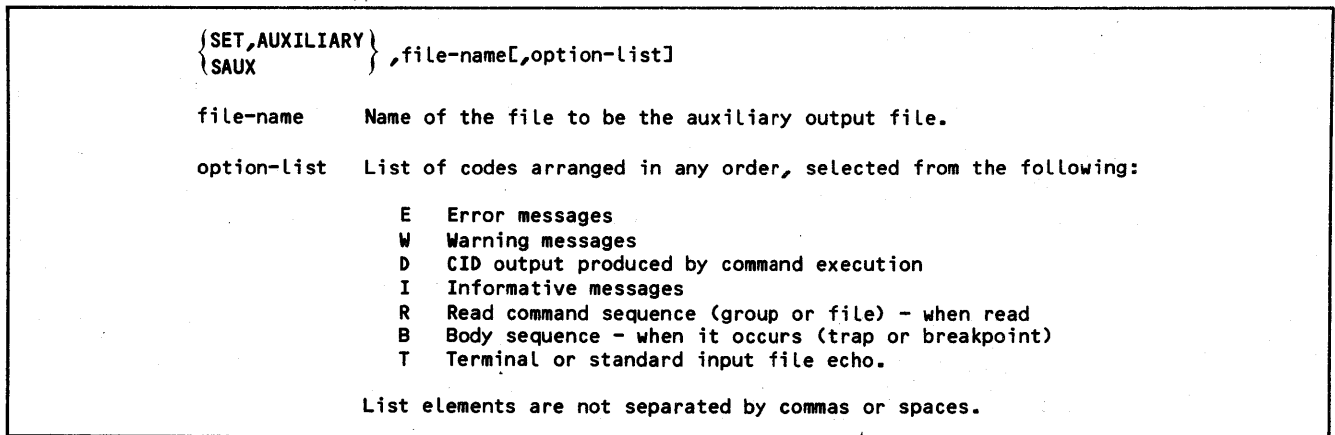 {SET,AUXILIARY} ,file-name[,option-list]
{SAUX}
file-name Name of the file to be the auxiliary output file.
option-list List of codes arranged in any order, selected from the following:
E Error messages
W Warning messages
D CID output produced by command execution
I Informative messages
R Read command sequence (group or file) - when read
B Body sequence - when it occurs (trap or breakpoint)
T Terminal or standard input file echo.
List elements are not separated by commas or spaces.